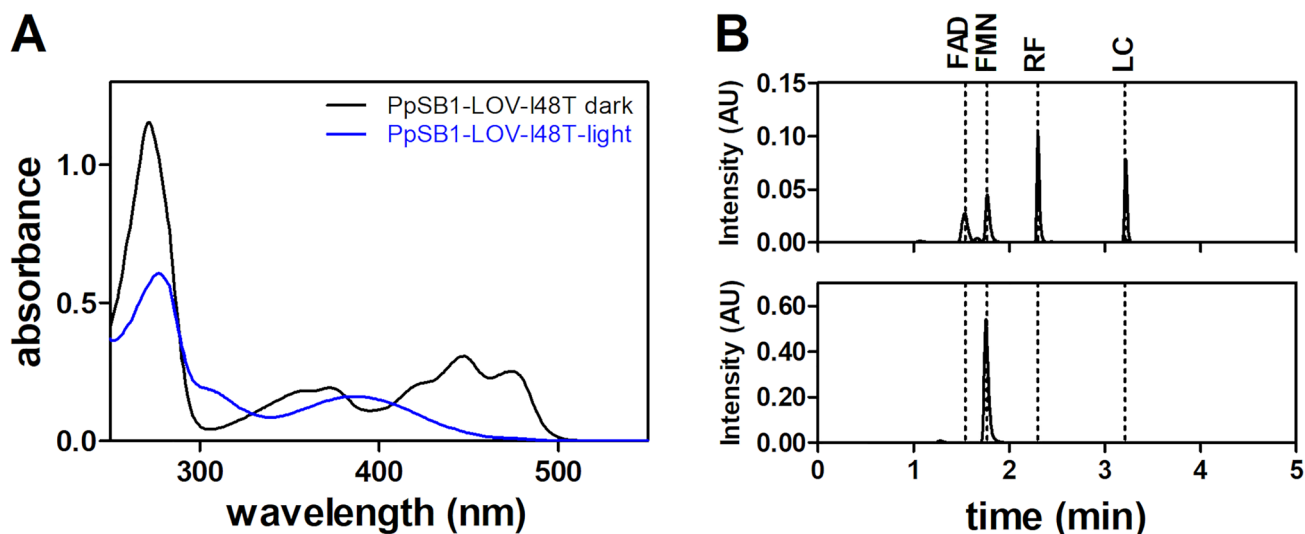 A
PpSB1-LOV-I48T dark
PpSB1-LOV-I48T-light
absorbance
1.0
0.5
0.0
300
400
500
wavelength (nm)
B
FAD
FMN
RF
LC
Intensity (AU)
0.15
0.10
0.05
0.00
Intensity (AU)
0.60
0.40
0.20
0.00
0
1
2
3
4
5
time (min)